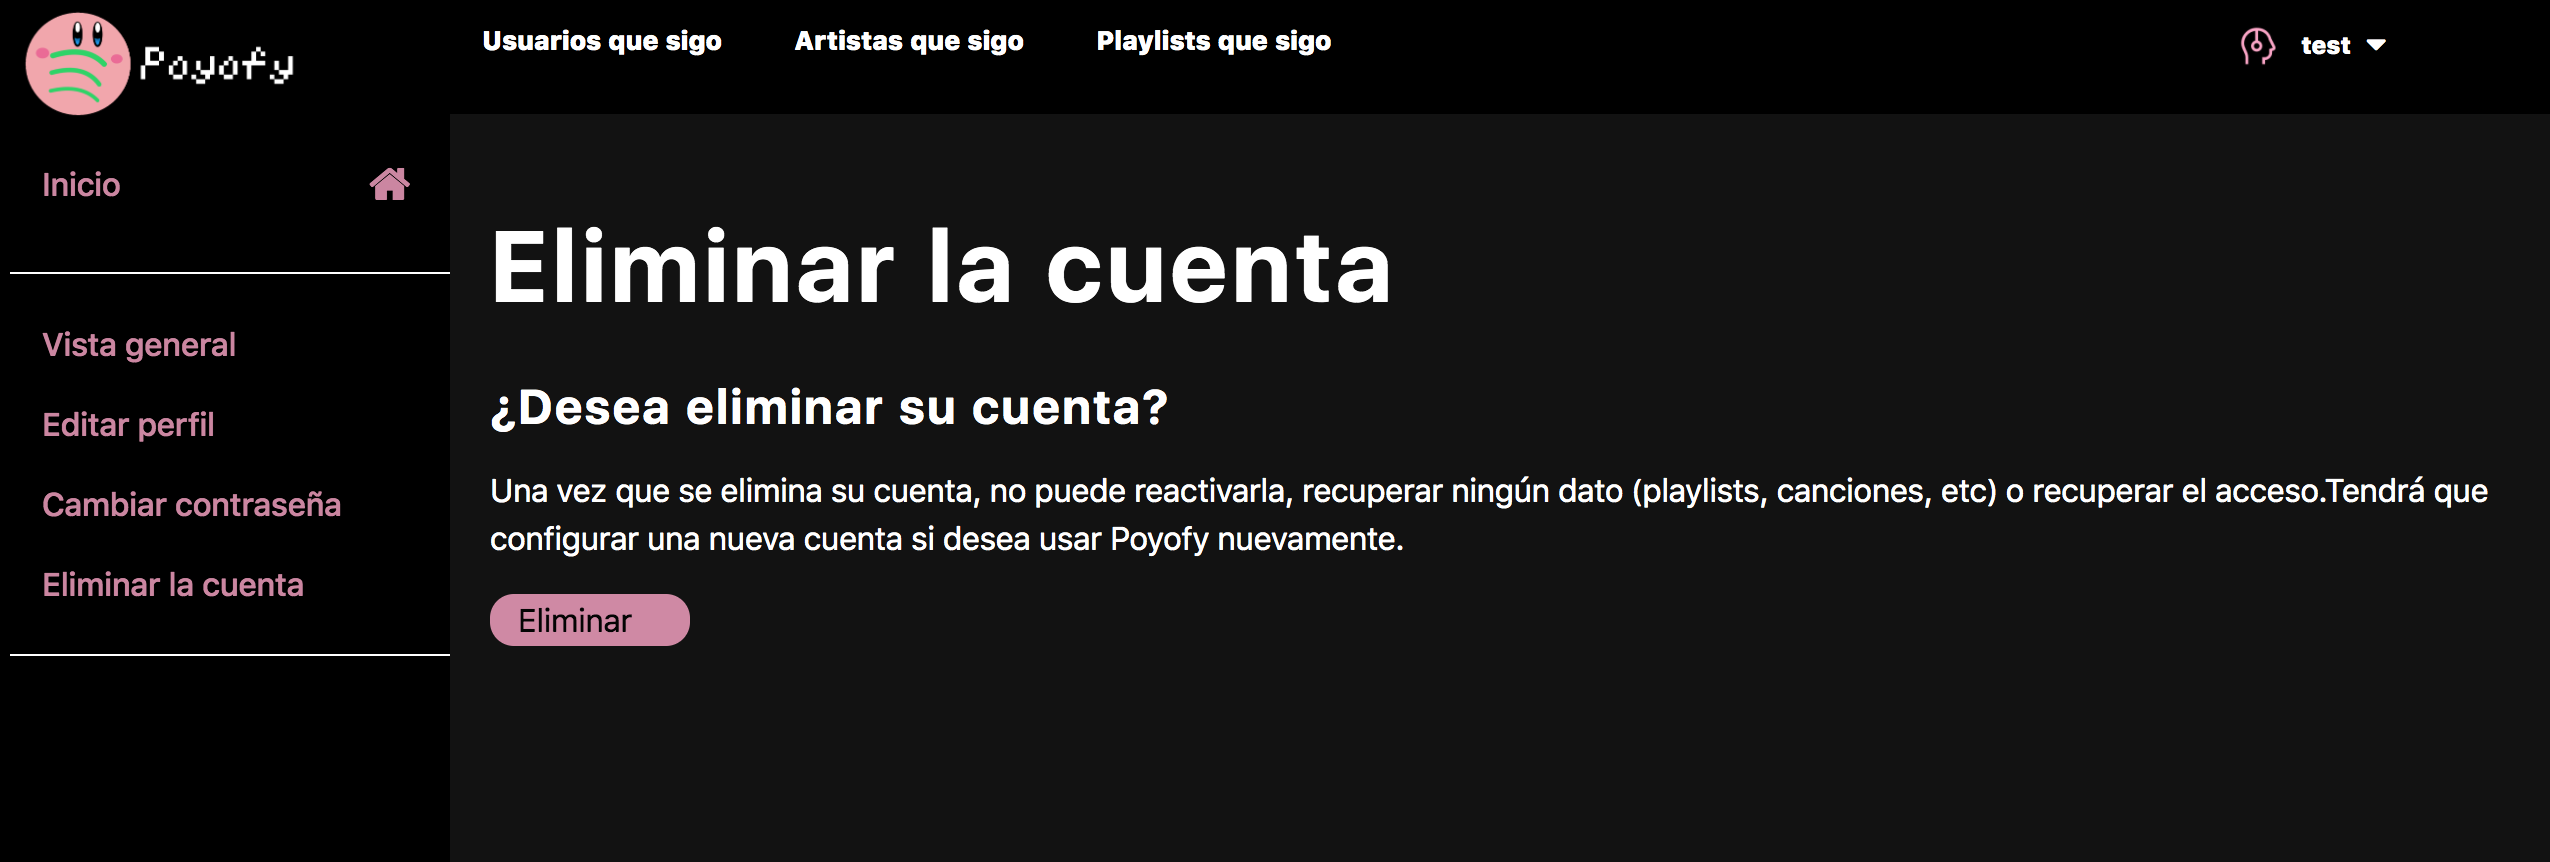 Poyofy
Usuarios que sigo
Artistas que sigo
Playlists que sigo
test
Inicio
Vista general
Editar perfil
Cambiar contraseña
Eliminar la cuenta
Eliminar la cuenta
¿Desea eliminar su cuenta?
Una vez que se elimina su cuenta, no puede reactivarla, recuperar ningún dato (playlists, canciones, etc) o recuperar el acceso.Tendrá que
configurar una nueva cuenta si desea usar Poyofy nuevamente.
Eliminar